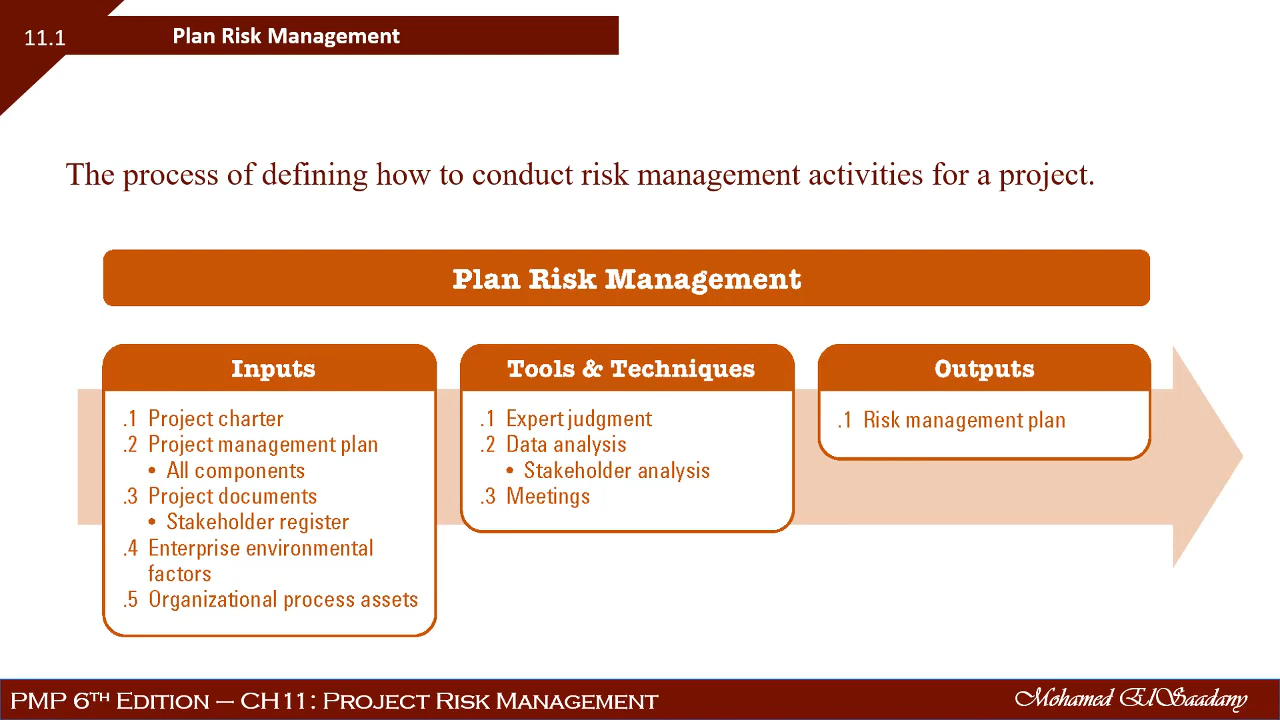 11.1
Plan Risk Management
The process of defining how to conduct risk management activities for a project.
Plan Risk Management
Inputs
.1 Project charter
.2 Project management plan
• All components
.3 Project documents
• Stakeholder register
.4 Enterprise environmental
factors
.5 Organizational process assets
Tools & Techniques
.1 Expert judgment
.2 Data analysis
• Stakeholder analysis
.3 Meetings
Outputs
.1 Risk management plan
PMP 6TH EDITION – CH11: PROJECT RISK MANAGEMENT
Mohamed ElSaadany